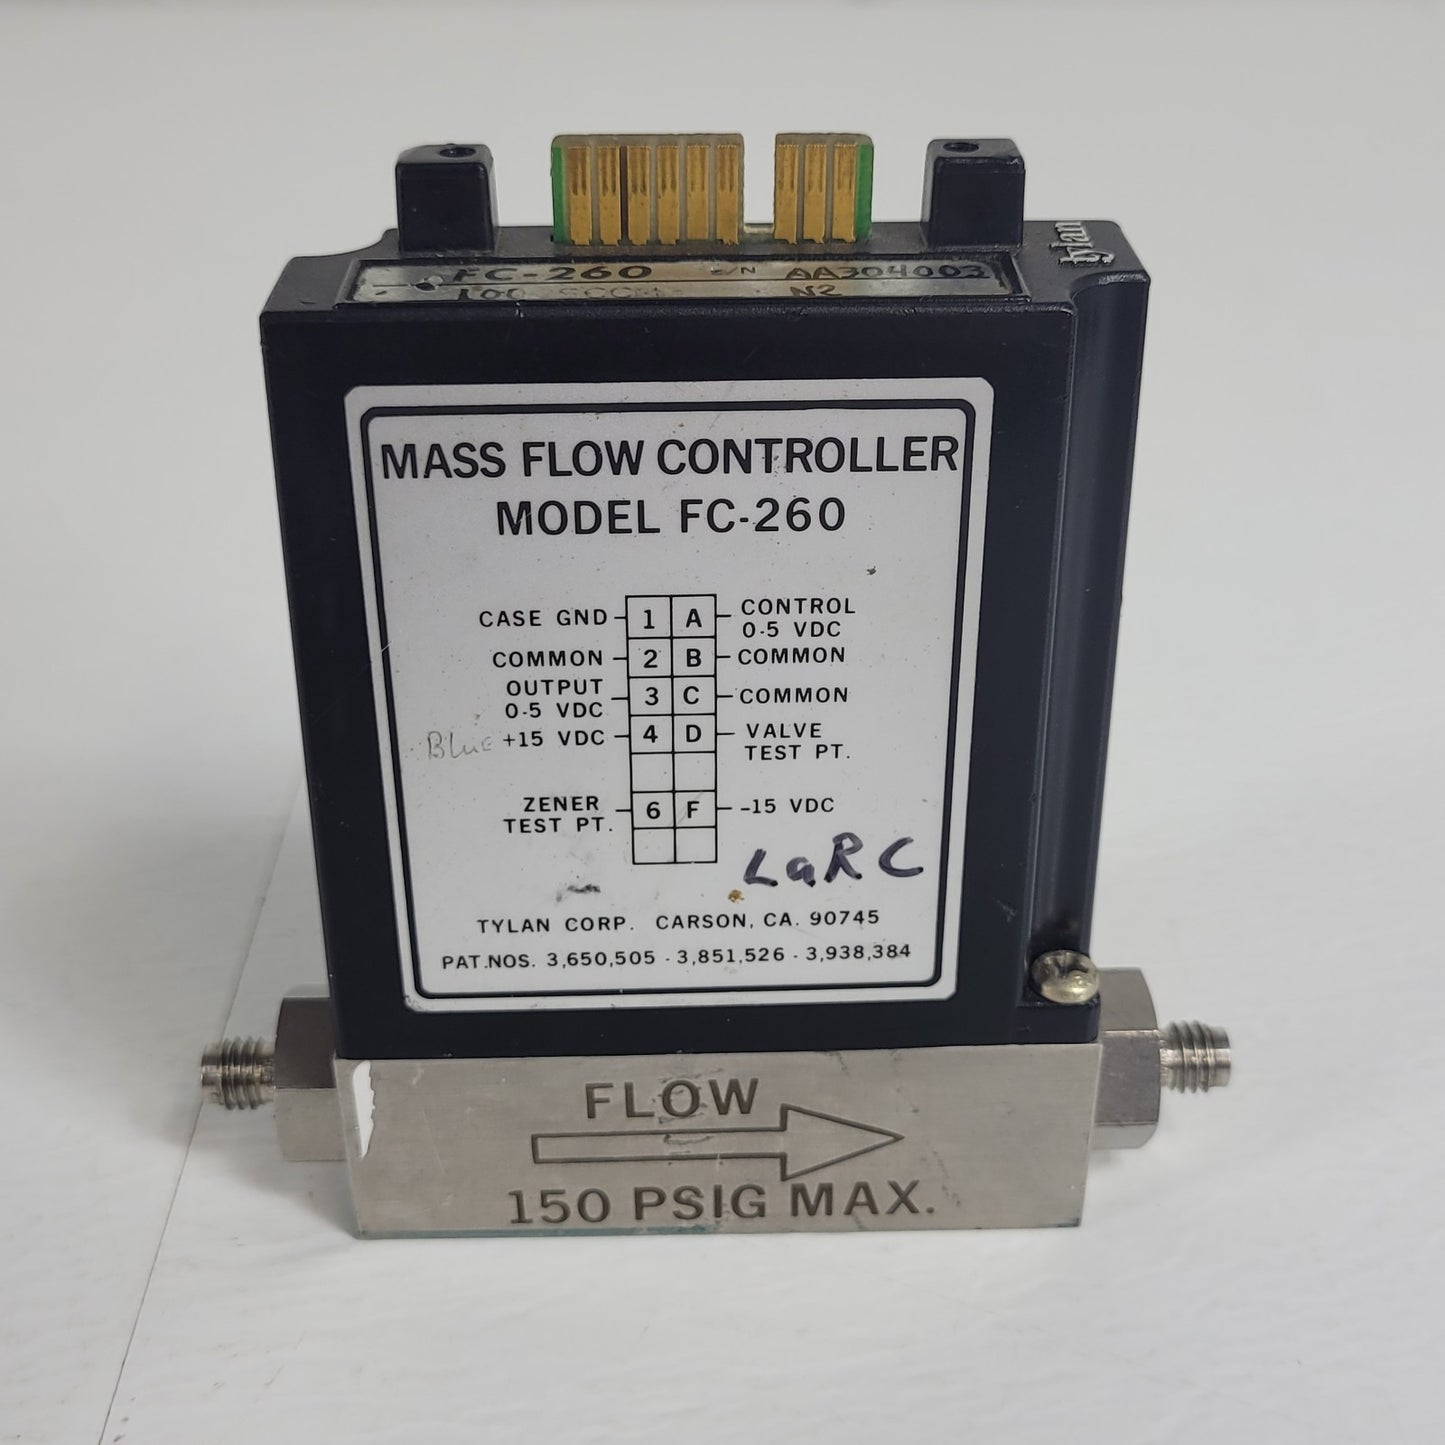 tylan
FC-260 S/N AA304003
100 SCCM N2
MASS FLOW CONTROLLER
MODEL FC-260
CASE GND 1 A CONTROL
0-5 VDC
COMMON 2 B COMMON
OUTPUT
0-5 VDC 3 C COMMON
Blue +15 VDC 4 D VALVE
TEST PT.
ZENER
TEST PT. 6 F -15 VDC
LaRC
TYLAN CORP. CARSON, CA. 90745
PAT.NOS. 3,650,505 - 3,851,526 - 3,938,384
FLOW
150 PSIG MAX.